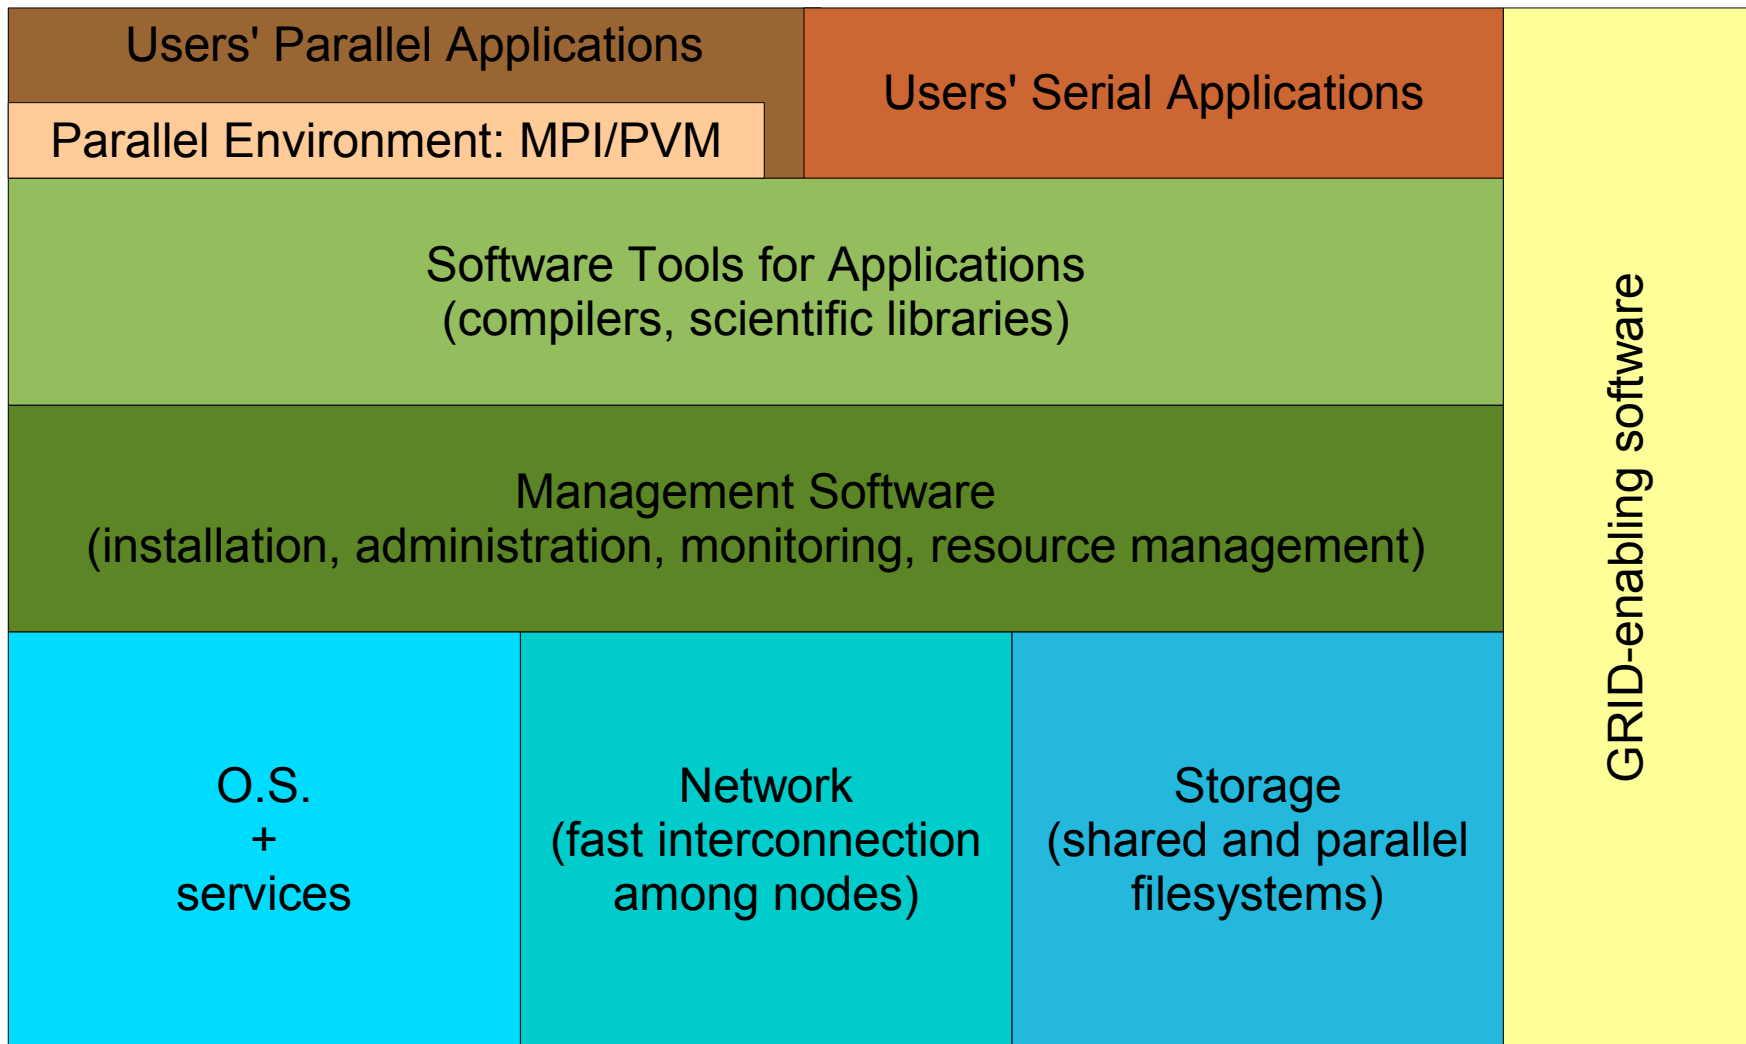 Users' Parallel Applications
Users' Serial Applications
Parallel Environment: MPI/PVM
Software Tools for Applications
(compilers, scientific libraries)
Management Software
(installation, administration, monitoring, resource management)
O.S.
+
services
Network
(fast interconnection
among nodes)
Storage
(shared and parallel
filesystems)
GRID-enabling software